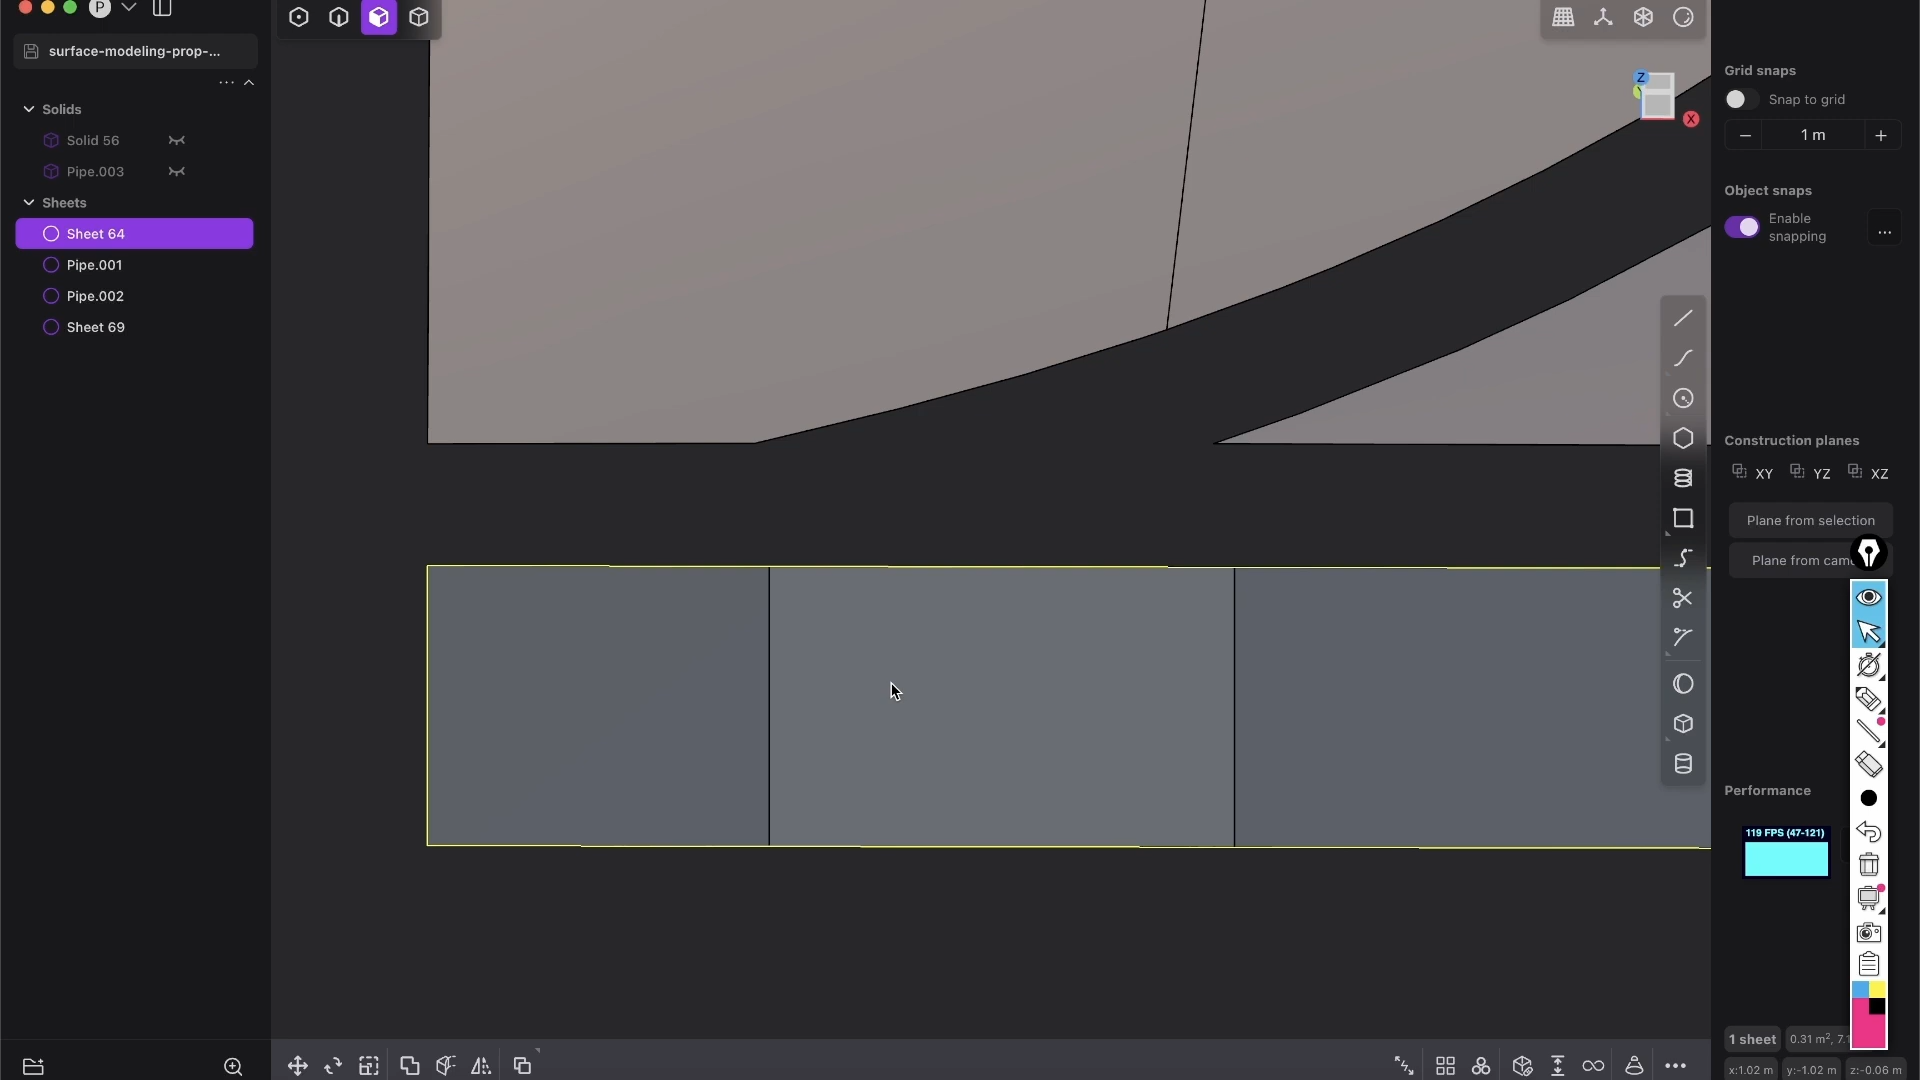 P
surface-modeling-prop-...
Solids
Solid 56
Pipe.003
Sheets
Sheet 64
Pipe.001
Pipe.002
Sheet 69
Z
X
Grid snaps
Snap to grid
1 m
Object snaps
Enable
snapping
...
Construction planes
XY
YZ
XZ
Plane from selection
Plane from came
Performance
119 FPS (47-121)
1 sheet
0.31 m², 7.
x:1.02 m
y:-1.02 m
z:-0.06 m